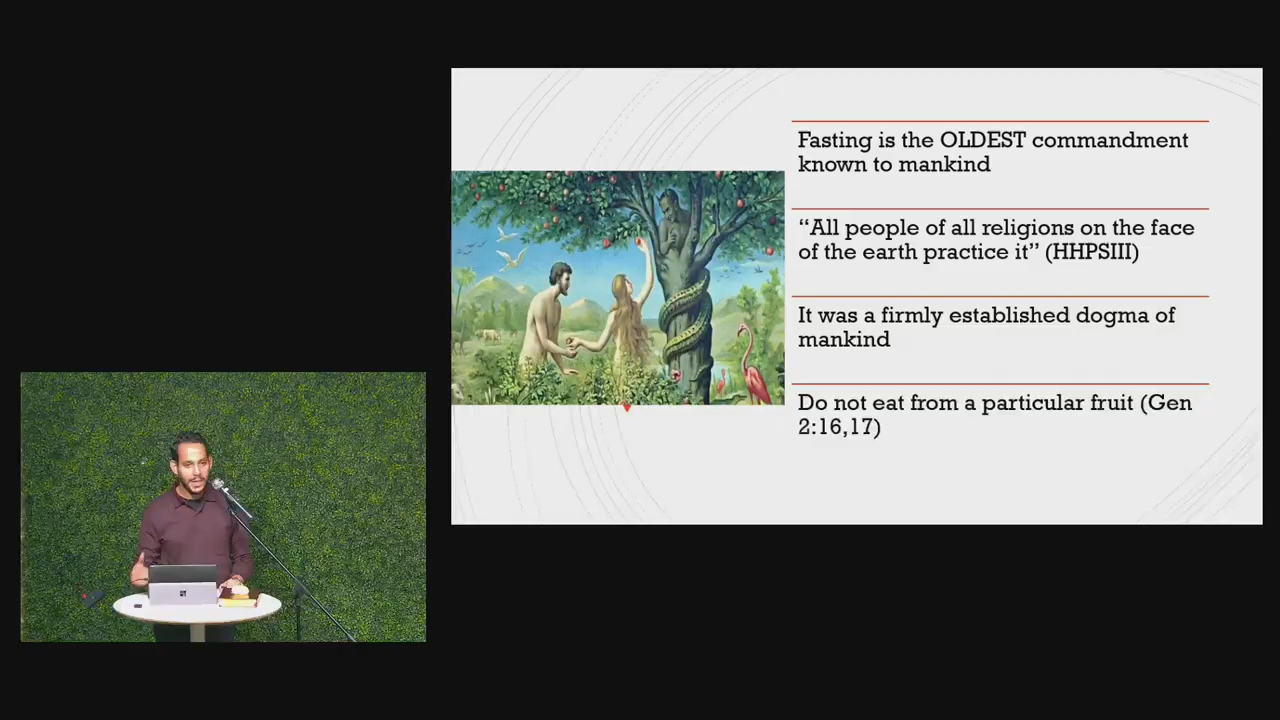 Fasting is the OLDEST commandment
known to mankind
“All people of all religions on the face
of the earth practice it” (HHPSIII)
It was a firmly established dogma of
mankind
Do not eat from a particular fruit (Gen
2:16,17)